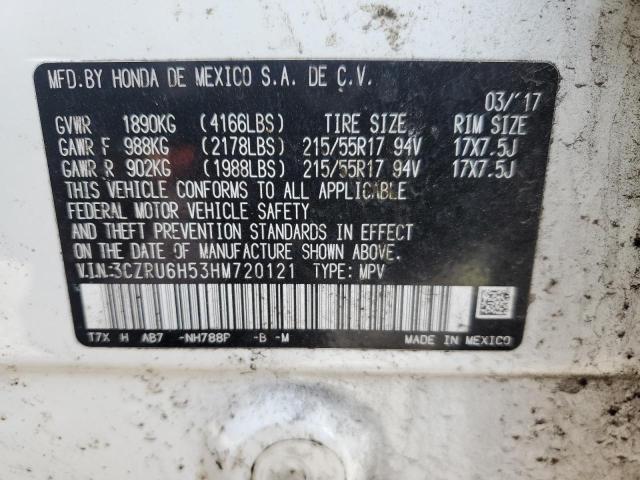 MFD.BY HONDA DE MEXICO S.A. DE C.V.
03/'17
GVWR 1890KG (4166LBS) TIRE SIZE RIM SIZE
GAWR F 988KG (2178LBS) 215/55R17 94V 17X7.5J
GAWR R 902KG (1988LBS) 215/55R17 94V 17X7.5J
THIS VEHICLE CONFORMS TO ALL APPLICABLE
FEDERAL MOTOR VEHICLE SAFETY
AND THEFT PREVENTION STANDARDS IN EFFECT
ON THE DATE OF MANUFACTURE SHOWN ABOVE.
V.I.N.:3CZRU6H53HM720121 TYPE: MPV
T7X H AB7 -NH788P -B -M
MADE IN MEXICO